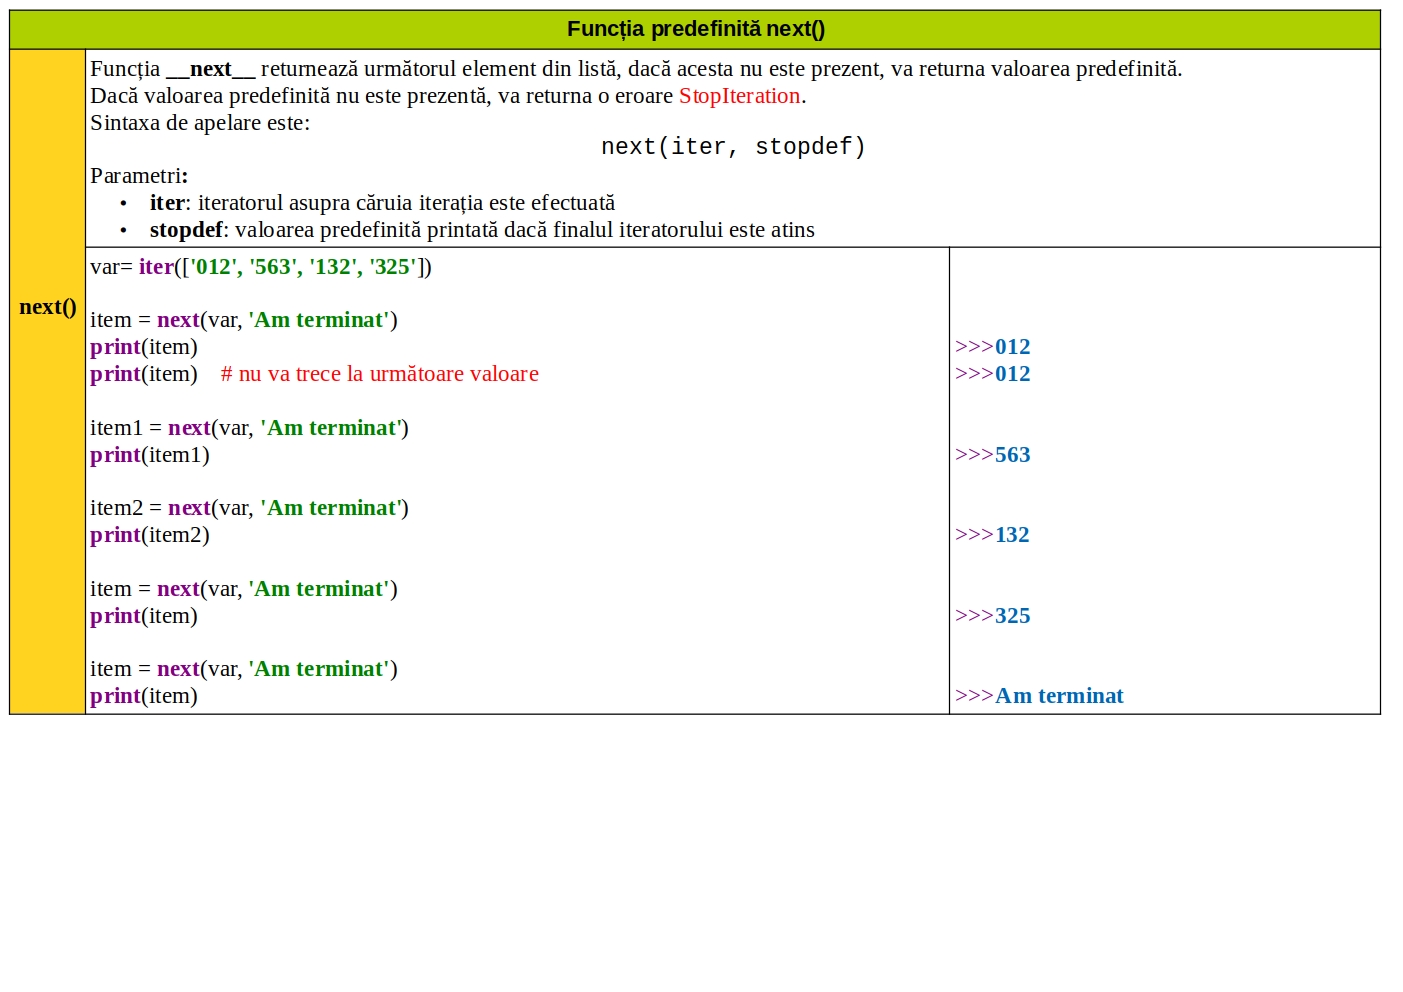 Funcția predefinită next()
Funcția __next__ returnează următorul element din listă, dacă acesta nu este prezent, va returna valoarea predefinită.
Dacă valoarea predefinită nu este prezentă, va returna o eroare StopIteration.
Sintaxa de apelare este:
next(iter, stopdef)
Parametri:
• iter: iteratorul asupra căruia iterația este efectuată
• stopdef: valoarea predefinită printată dacă finalul iteratorului este atins
next()
var= iter(['012', '563', '132', '325'])
item = next(var, 'Am terminat')
print(item) >>>012
print(item) # nu va trece la următoare valoare >>>012
item1 = next(var, 'Am terminat')
print(item1) >>>563
item2 = next(var, 'Am terminat')
print(item2) >>>132
item = next(var, 'Am terminat')
print(item) >>>325
item = next(var, 'Am terminat')
print(item) >>>Am terminat